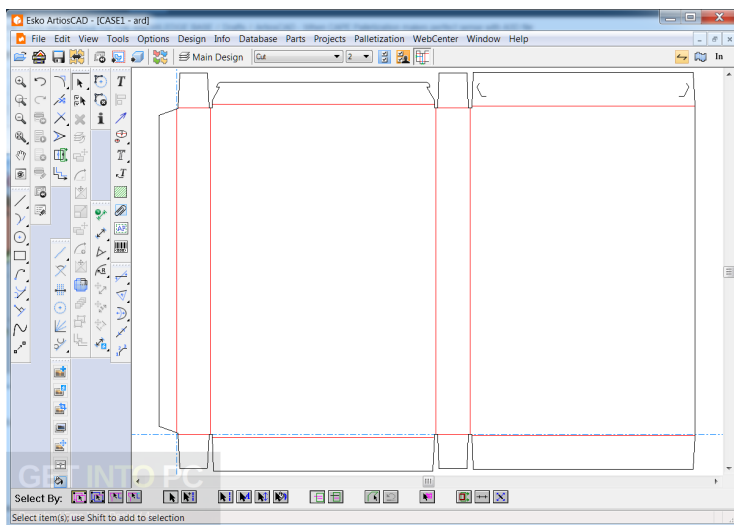 Esko ArtiosCAD - [CASE1 - ard]
File Edit View Tools Options Design Info Database Parts Projects Palletization WebCenter Window Help
Main Design Cut 2 In
T
AF
R
GET INTO PC
Select By:
Select item(s); use Shift to add to selection